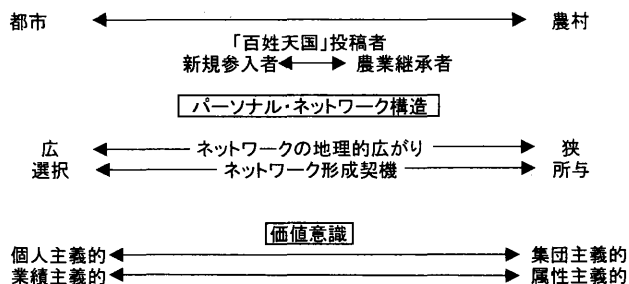 都市 農村
「百姓天国」投稿者
新規参入者 農業継承者
パーソナル・ネットワーク構造
広 ネットワークの地理的広がり 狭
選択 ネットワーク形成契機 所与
価値意識
個人主義的 集団主義的
業績主義的 属性主義的